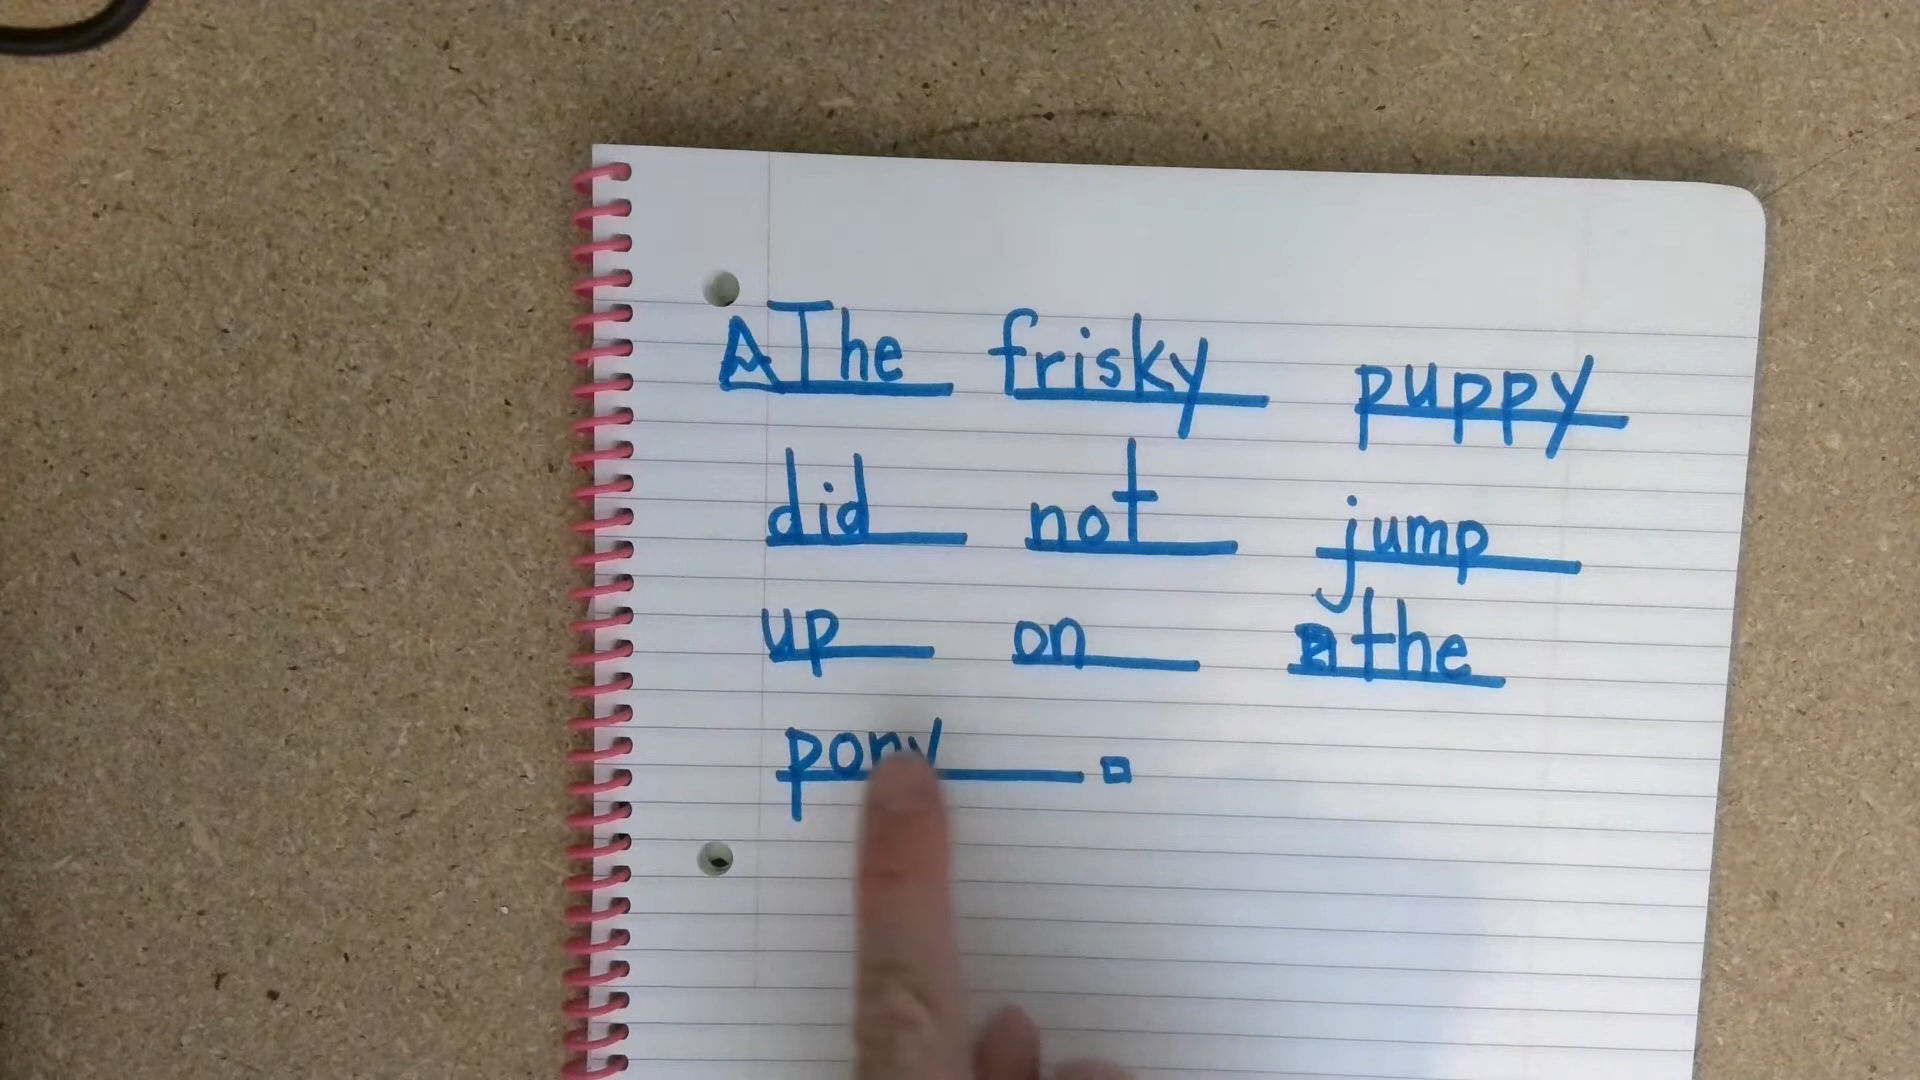 The frisky puppy
did not jump
up on the
pony.